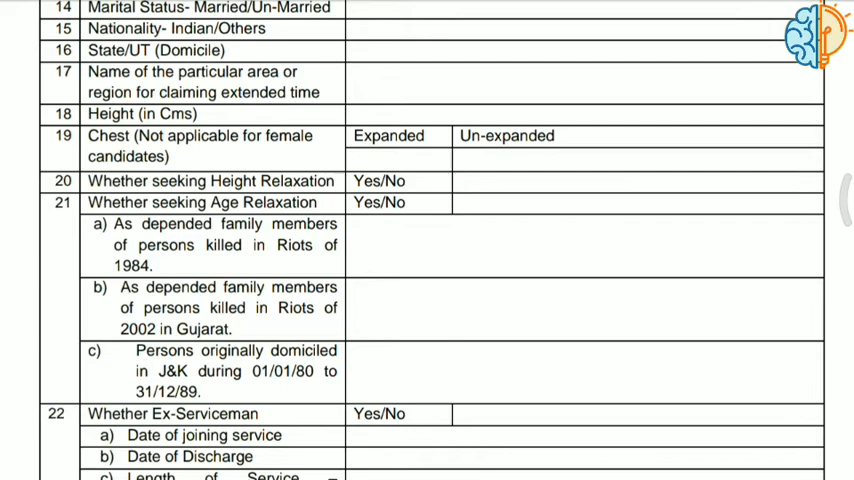 14 Marital Status- Married/Un-Married
15 Nationality- Indian/Others
16 State/UT (Domicile)
17 Name of the particular area or
region for claiming extended time
18 Height (in Cms)
19 Chest (Not applicable for female Expanded Un-expanded
candidates)
20 Whether seeking Height Relaxation Yes/No
21 Whether seeking Age Relaxation Yes/No
a) As depended family members
of persons killed in Riots of
1984.
b) As depended family members
of persons killed in Riots of
2002 in Gujarat.
c) Persons originally domiciled
in J&K during 01/01/80 to
31/12/89.
22 Whether Ex-Serviceman Yes/No
a) Date of joining service
b) Date of Discharge
c) Length of Service –